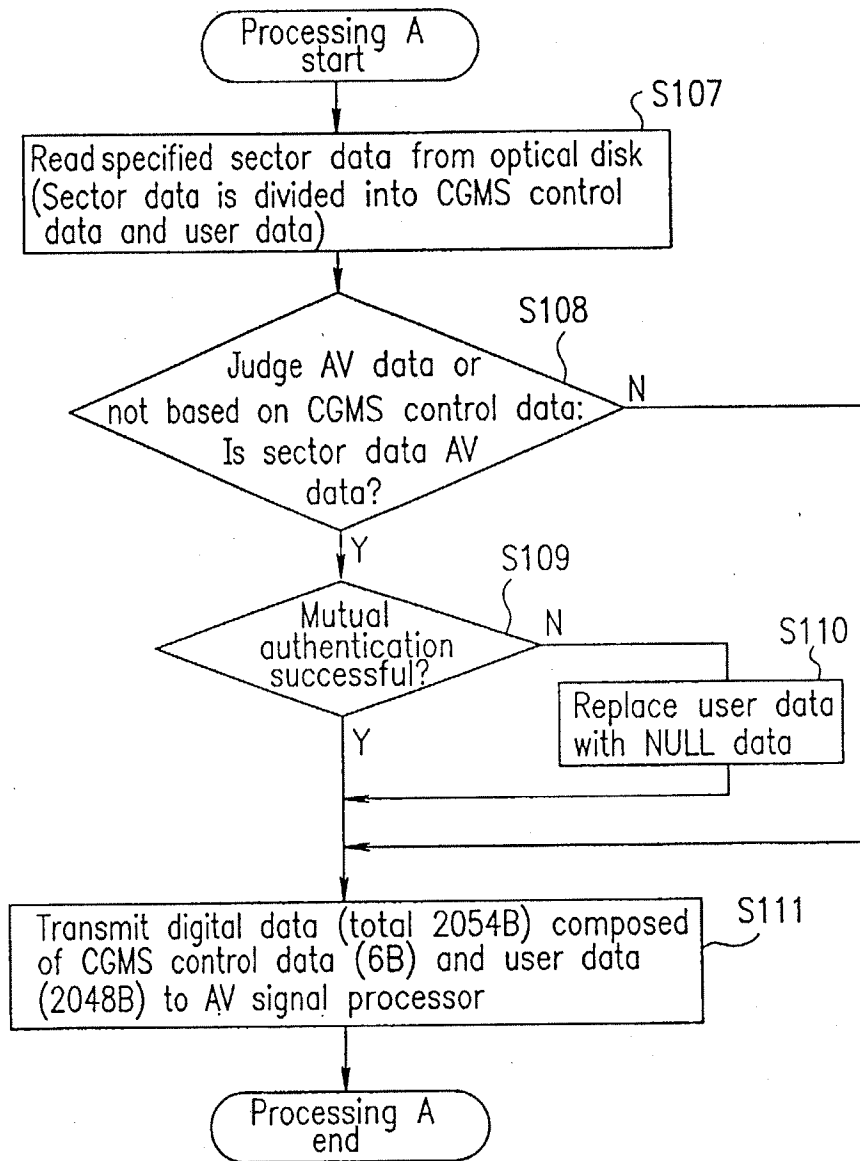 Processing A
start
S107
Read specified sector data from optical disk
(Sector data is divided into CGMS control
data and user data)
S108
Judge AV data or
not based on CGMS control data:
Is sector data AV
data?
N
Y
S109
Mutual
authentication
successful?
N
S110
Replace user data
with NULL data
Y
S111
Transmit digital data (total 2054B) composed
of CGMS control data (6B) and user data
(2048B) to AV signal processor
Processing A
end